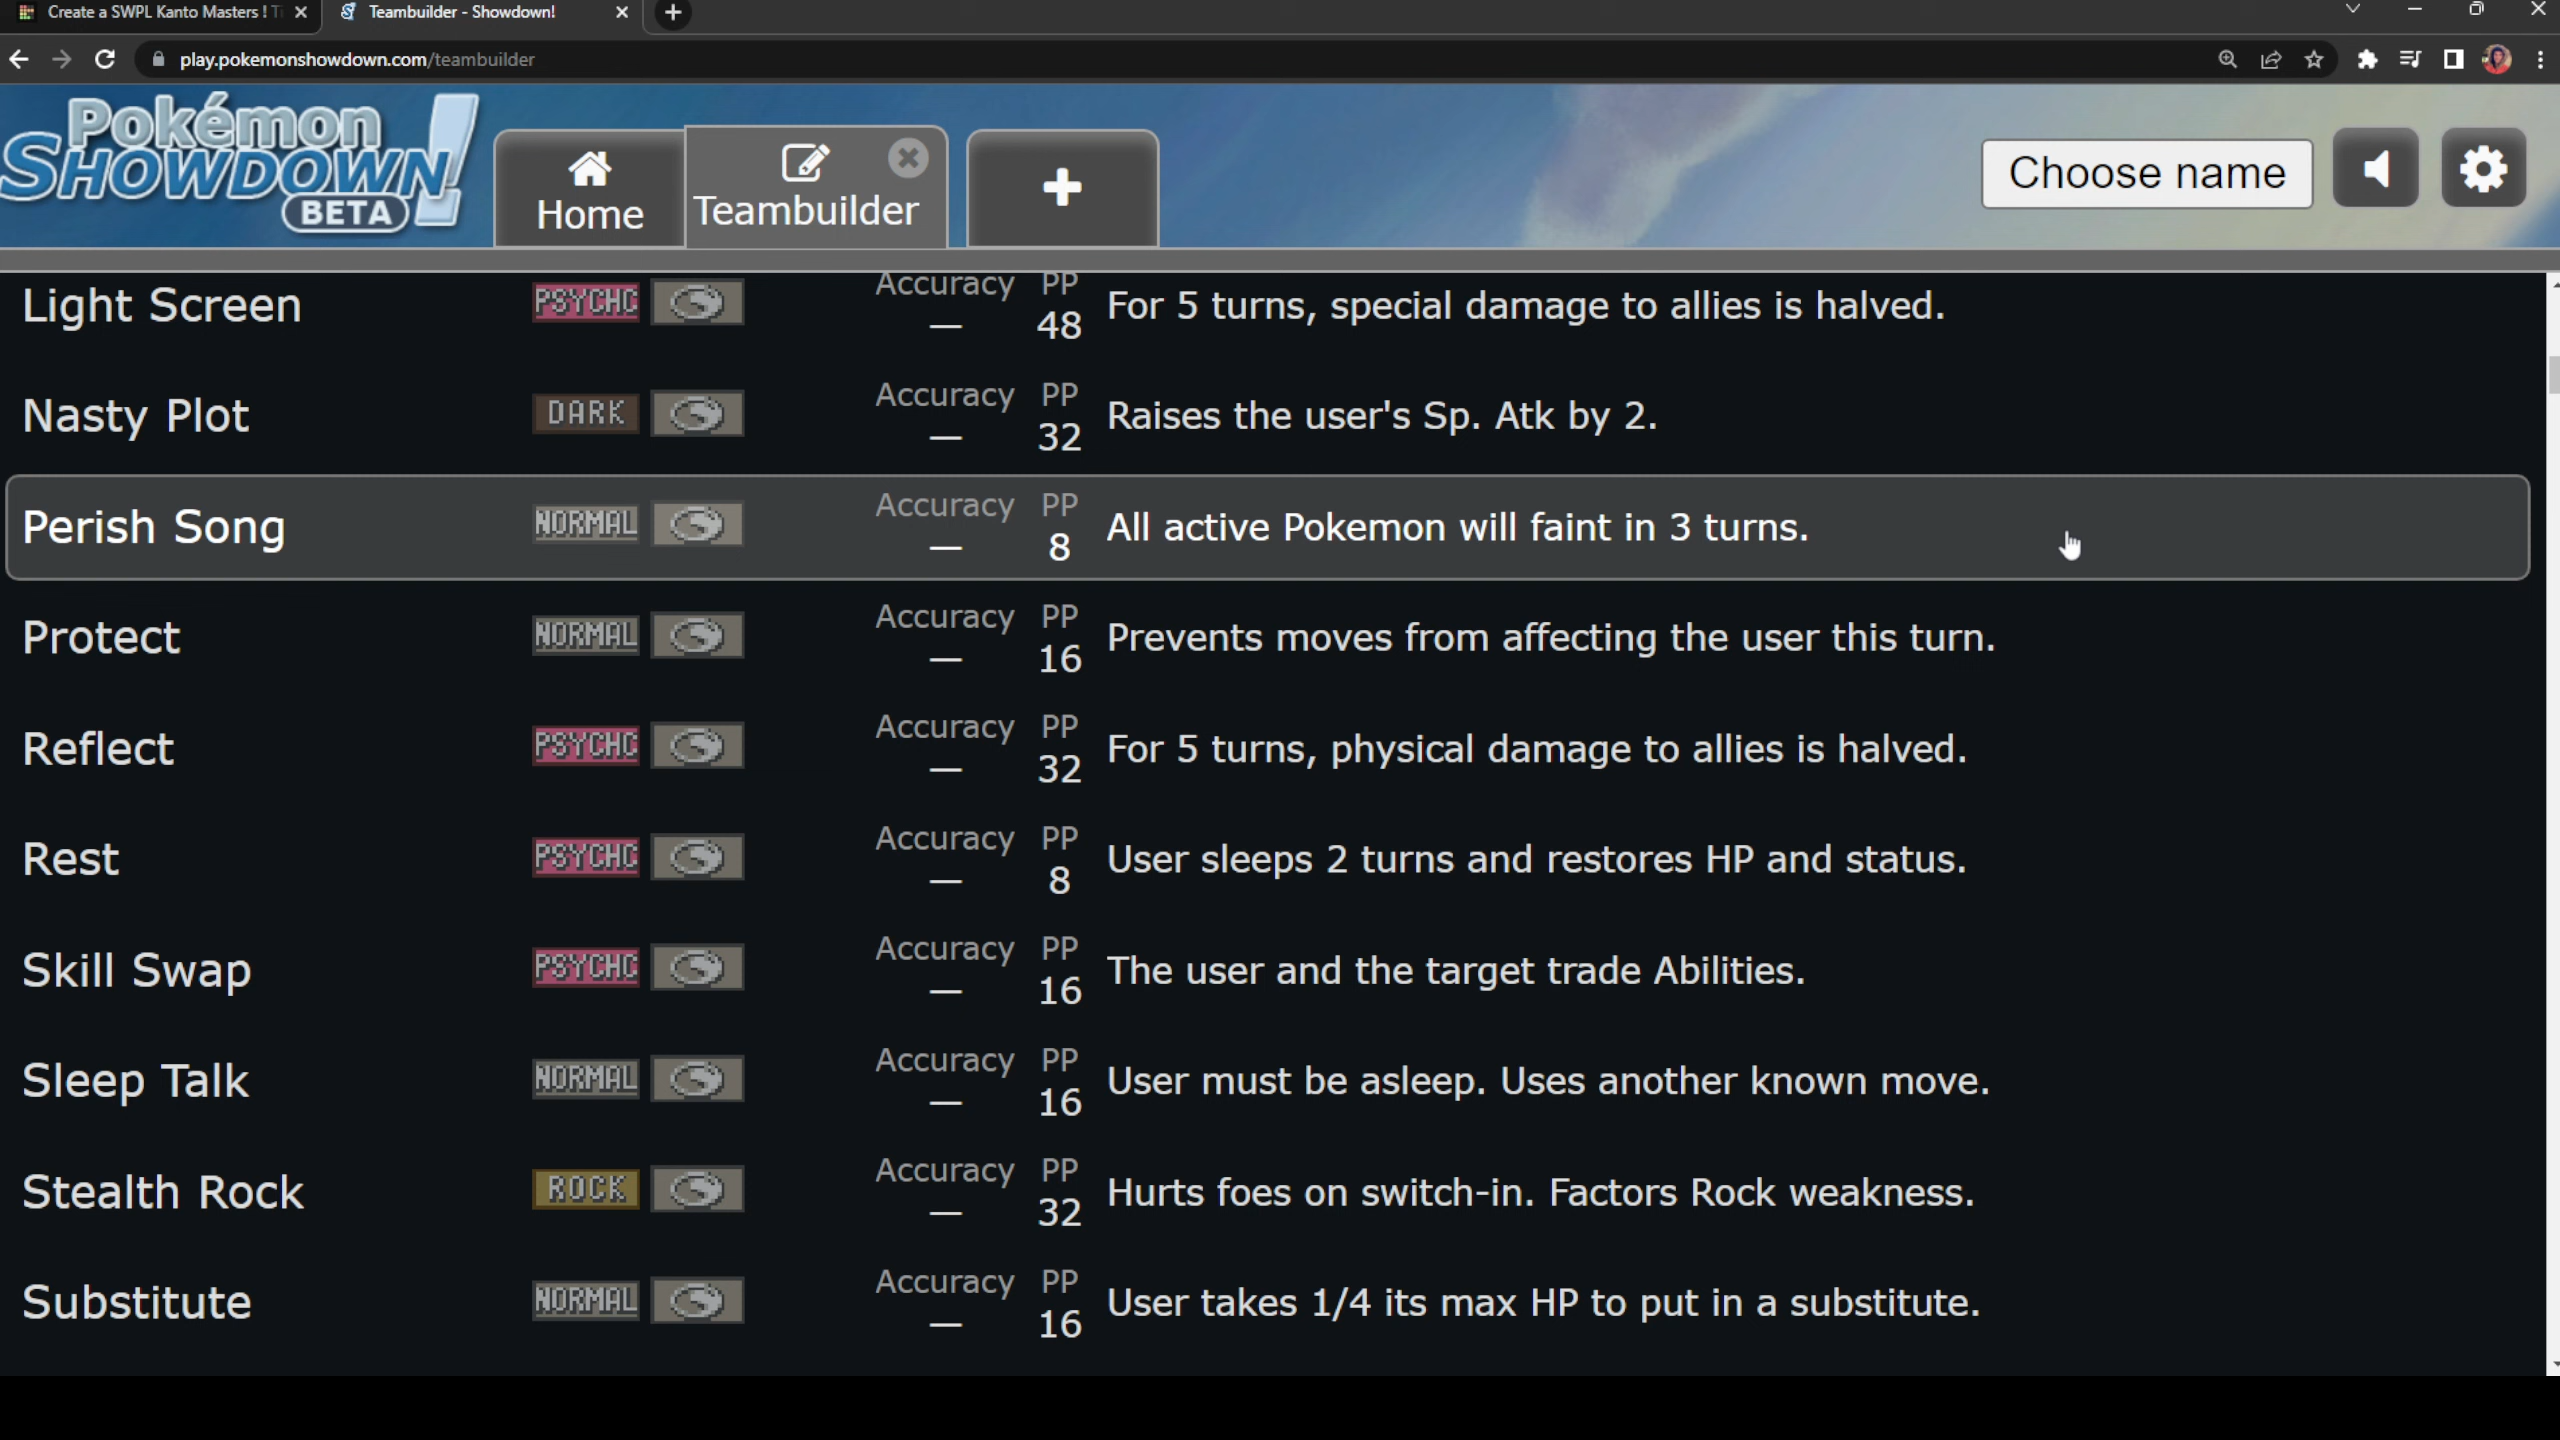 Create a SWPL Kanto Masters ! Ti
Teambuilder - Showdown!
play.pokemonshowdown.com/teambuilder
Pokémon
SHOWDOWN!
BETA
Home
Teambuilder
Choose name
Light Screen PSYCHC Accuracy — PP 48 For 5 turns, special damage to allies is halved.
Nasty Plot DARK Accuracy — PP 32 Raises the user's Sp. Atk by 2.
Perish Song NORMAL Accuracy — PP 8 All active Pokemon will faint in 3 turns.
Protect NORMAL Accuracy — PP 16 Prevents moves from affecting the user this turn.
Reflect PSYCHC Accuracy — PP 32 For 5 turns, physical damage to allies is halved.
Rest PSYCHC Accuracy — PP 8 User sleeps 2 turns and restores HP and status.
Skill Swap PSYCHC Accuracy — PP 16 The user and the target trade Abilities.
Sleep Talk NORMAL Accuracy — PP 16 User must be asleep. Uses another known move.
Stealth Rock ROCK Accuracy — PP 32 Hurts foes on switch-in. Factors Rock weakness.
Substitute NORMAL Accuracy — PP 16 User takes 1/4 its max HP to put in a substitute.